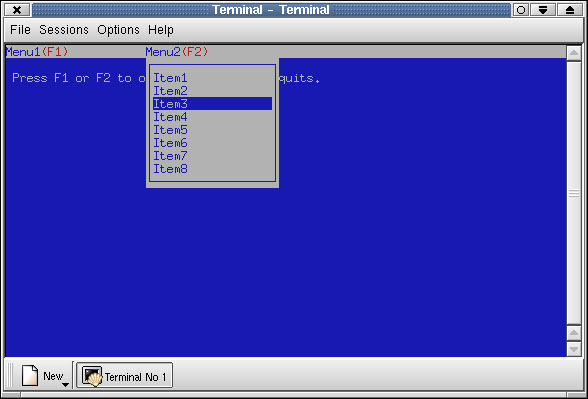 Terminal - Terminal
File Sessions Options Help
Menu1(F1) Menu2(F2)
Press F1 or F2 to o quits.
Item1
Item2
Item3
Item4
Item5
Item6
Item7
Item8
New Terminal No 1